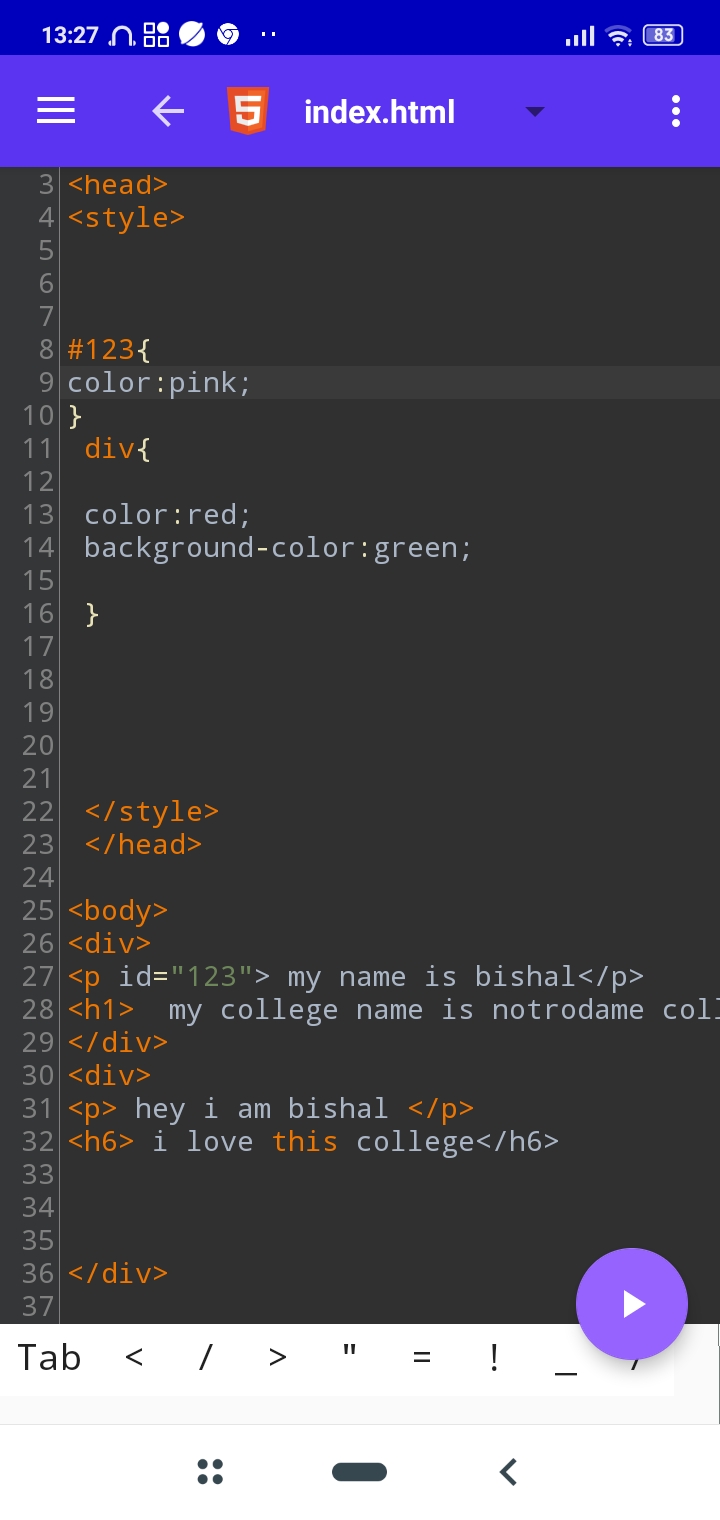 13:27
83
index.html
3 <head>
4 <style>
5
6
7
8 #123{
9 color:pink;
10 }
11 div{
12
13 color:red;
14 background-color:green;
15
16 }
17
18
19
20
21
22 </style>
23 </head>
24
25 <body>
26 <div>
27 <p id="123"> my name is bishal</p>
28 <h1>  my college name is notrodame coll
29 </div>
30 <div>
31 <p> hey i am bishal </p>
32 <h6> i love this college</h6>
33
34
35
36 </div>
37
Tab < / > " = ! _ /